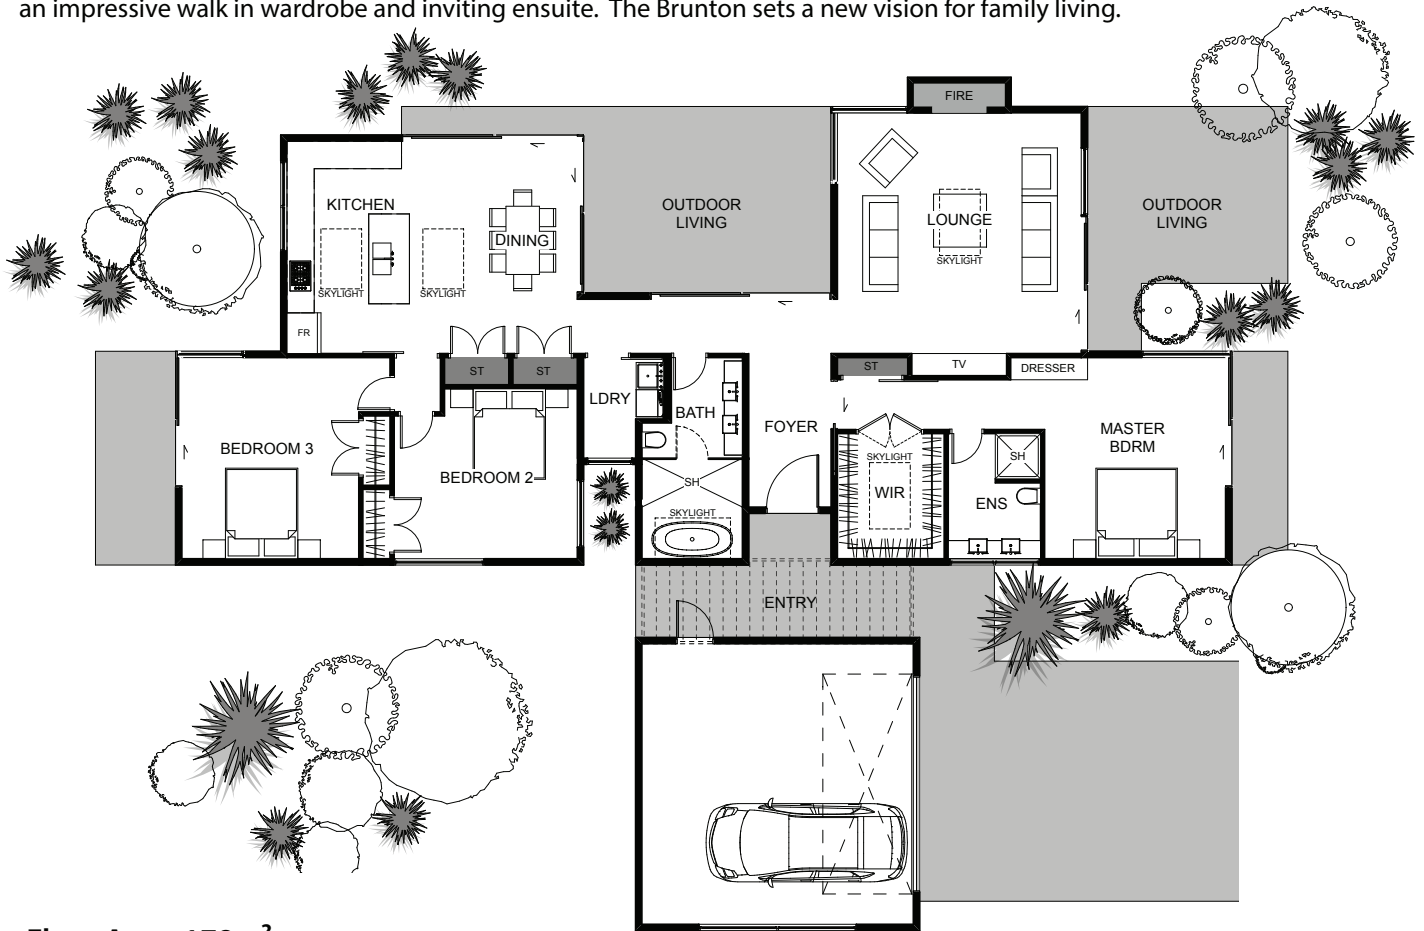 an impressive walk in wardrobe and inviting ensuite. The Brunton sets a new vision for family living.
FIRE
KITCHEN
DINING
OUTDOOR
LIVING
LOUNGE
SKYLIGHT
OUTDOOR
LIVING
SKYLIGHT
SKYLIGHT
FR
ST
ST
ST
TV
DRESSER
LDRY
BATH
FOYER
MASTER
BDRM
BEDROOM 3
BEDROOM 2
SKYLIGHT
SH
WIR
SH
ENS
SKYLIGHT
ENTRY